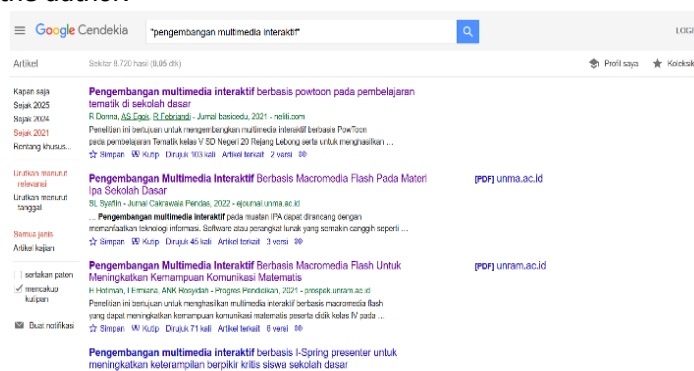 the author.
Google Cendekia
"pengembangan multimedia interaktif"
LOGI
Artikel
Sekitar 8.720 hasil (0,05 dtk)
Profil saya
Koleksik
Kapan saja
Sejak 2025
Sejak 2024
Sejak 2021
Rentang khusus...
Urutkan menurut
relevansi
Urutkan menurut
tanggal
Semua jenis
Artikel kajian
sertakan paten
mencakup
kutipan
Buat notifikasi
Pengembangan multimedia interaktif berbasis powtoon pada pembelajaran
tematik di sekolah dasar
R Donna, AS Egok, R Febriandi - Jurnal basicedu, 2021 - neliti.com
Penelitian ini bertujuan untuk mengembangkan multimedia interaktif berbasis PowToon
pada pembelajaran Tematik kelas V SD Negeri 20 Rejang Lebong serta untuk menghasilkan ...
Simpan Kutip Dirujuk 103 kali Artikel terkait 2 versi
Pengembangan Multimedia Interaktif Berbasis Macromedia Flash Pada Materi
Ipa Sekolah Dasar
SL Syaflin - Jurnal Cakrawala Pendas, 2022 - ejournal.unma.ac.id
... Pengembangan multimedia interaktif pada muatan IPA dapat dirancang dengan
memanfaatkan teknologi informasi. Software atau perangkat lunak yang semakin canggih seperti ...
Simpan Kutip Dirujuk 45 kali Artikel terkait 3 versi
[PDF] unma.ac.id
Pengembangan Multimedia Interaktif Berbasis Macromedia Flash Untuk
Meningkatkan Kemampuan Komunikasi Matematis
H Hotimah, I Ermiana, ANK Rosyidah - Progres Pendidikan, 2021 - prospek.unram.ac.id
Penelitian ini bertujuan untuk menghasilkan multimedia interaktif berbasis macromedia flash
yang dapat meningkatkan kemampuan komunikasi matematis peserta didik kelas IV pada ...
Simpan Kutip Dirujuk 71 kali Artikel terkait 6 versi
[PDF] unram.ac.id
Pengembangan multimedia interaktif berbasis I-Spring presenter untuk
meningkatkan keterampilan berpikir kritis siswa sekolah dasar